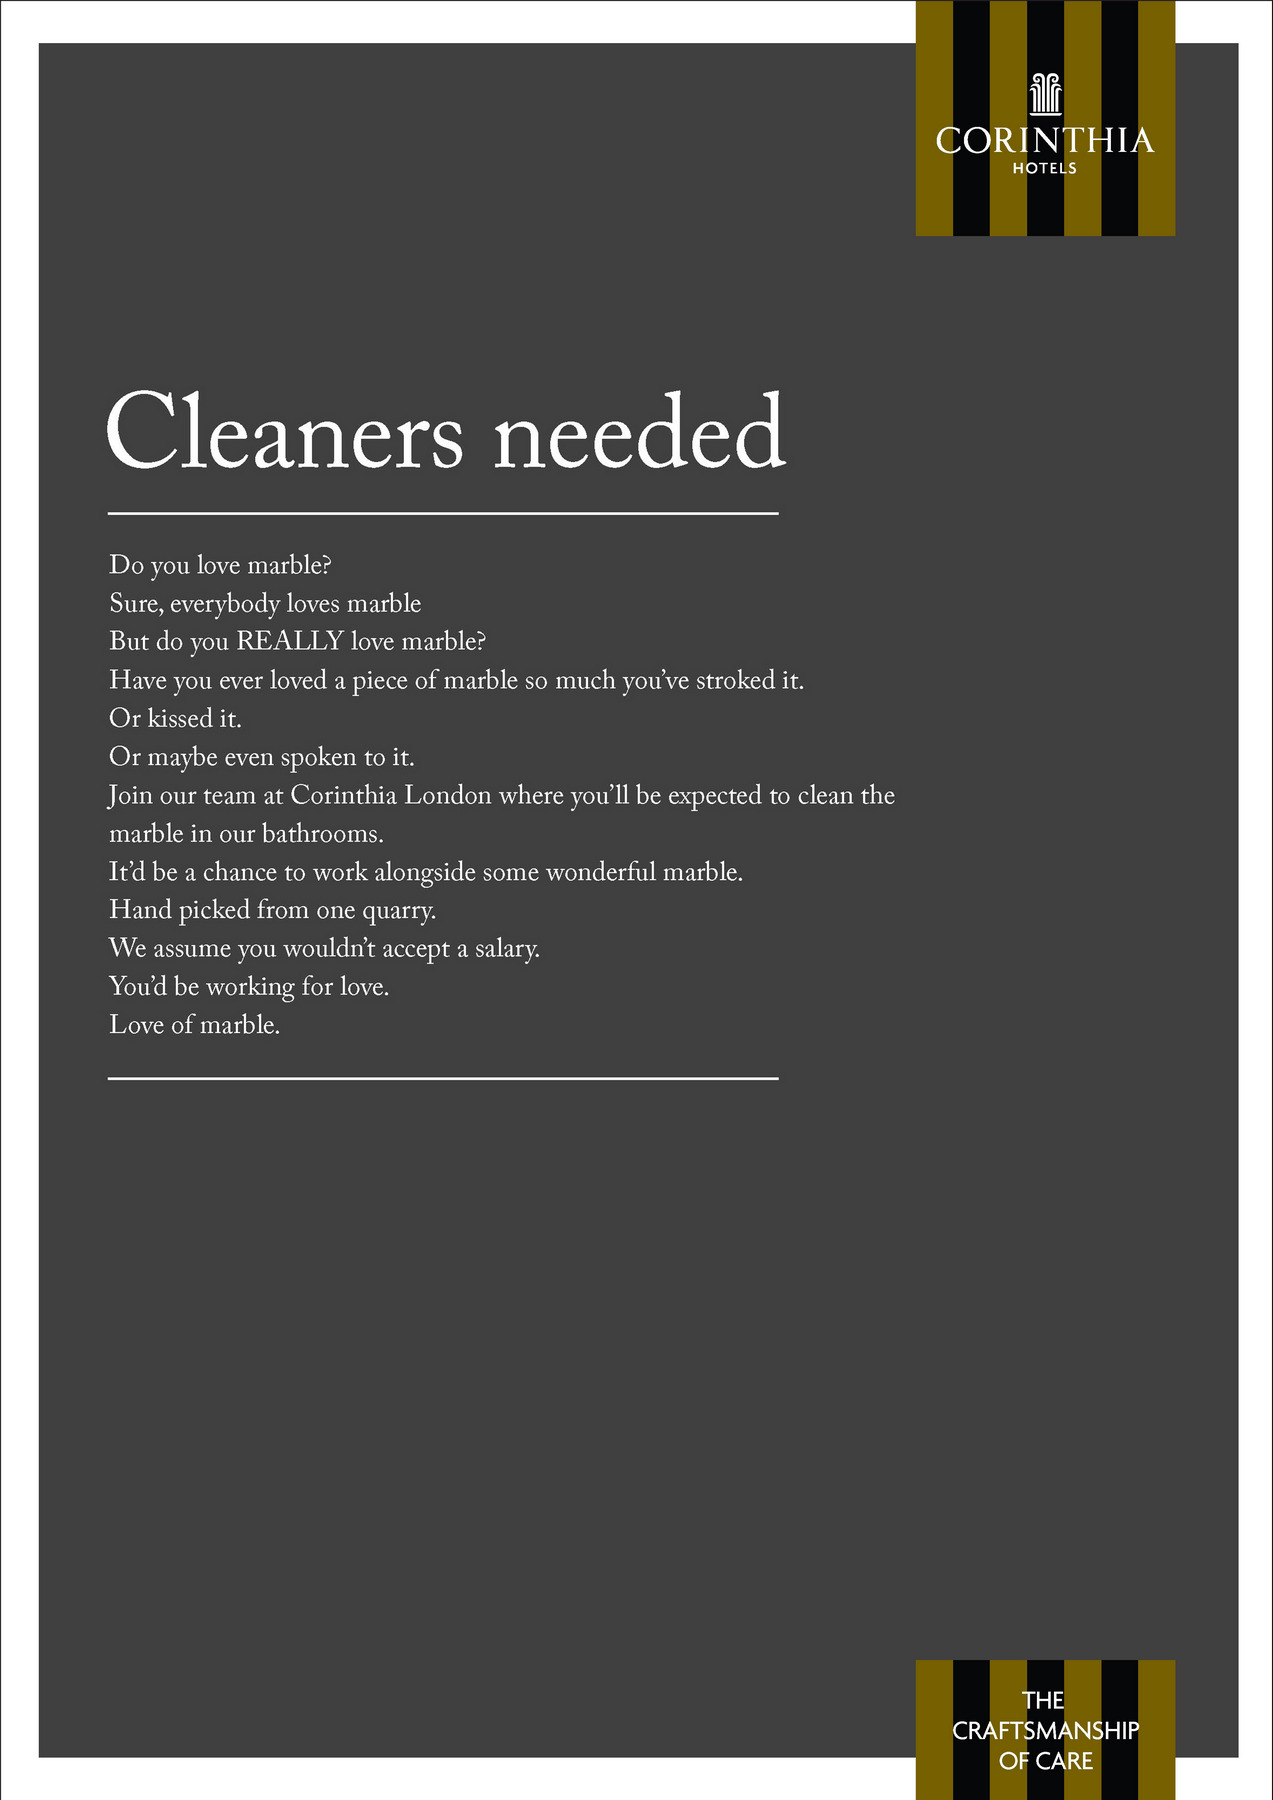 CORINTHIA
HOTELS
Cleaners needed
Do you love marble?
Sure, everybody loves marble
But do you REALLY love marble?
Have you ever loved a piece of marble so much you’ve stroked it.
Or kissed it.
Or maybe even spoken to it.
Join our team at Corinthia London where you’ll be expected to clean the
marble in our bathrooms.
It’d be a chance to work alongside some wonderful marble.
Hand picked from one quarry.
We assume you wouldn’t accept a salary.
You’d be working for love.
Love of marble.
THE
CRAFTSMANSHIP
OF CARE